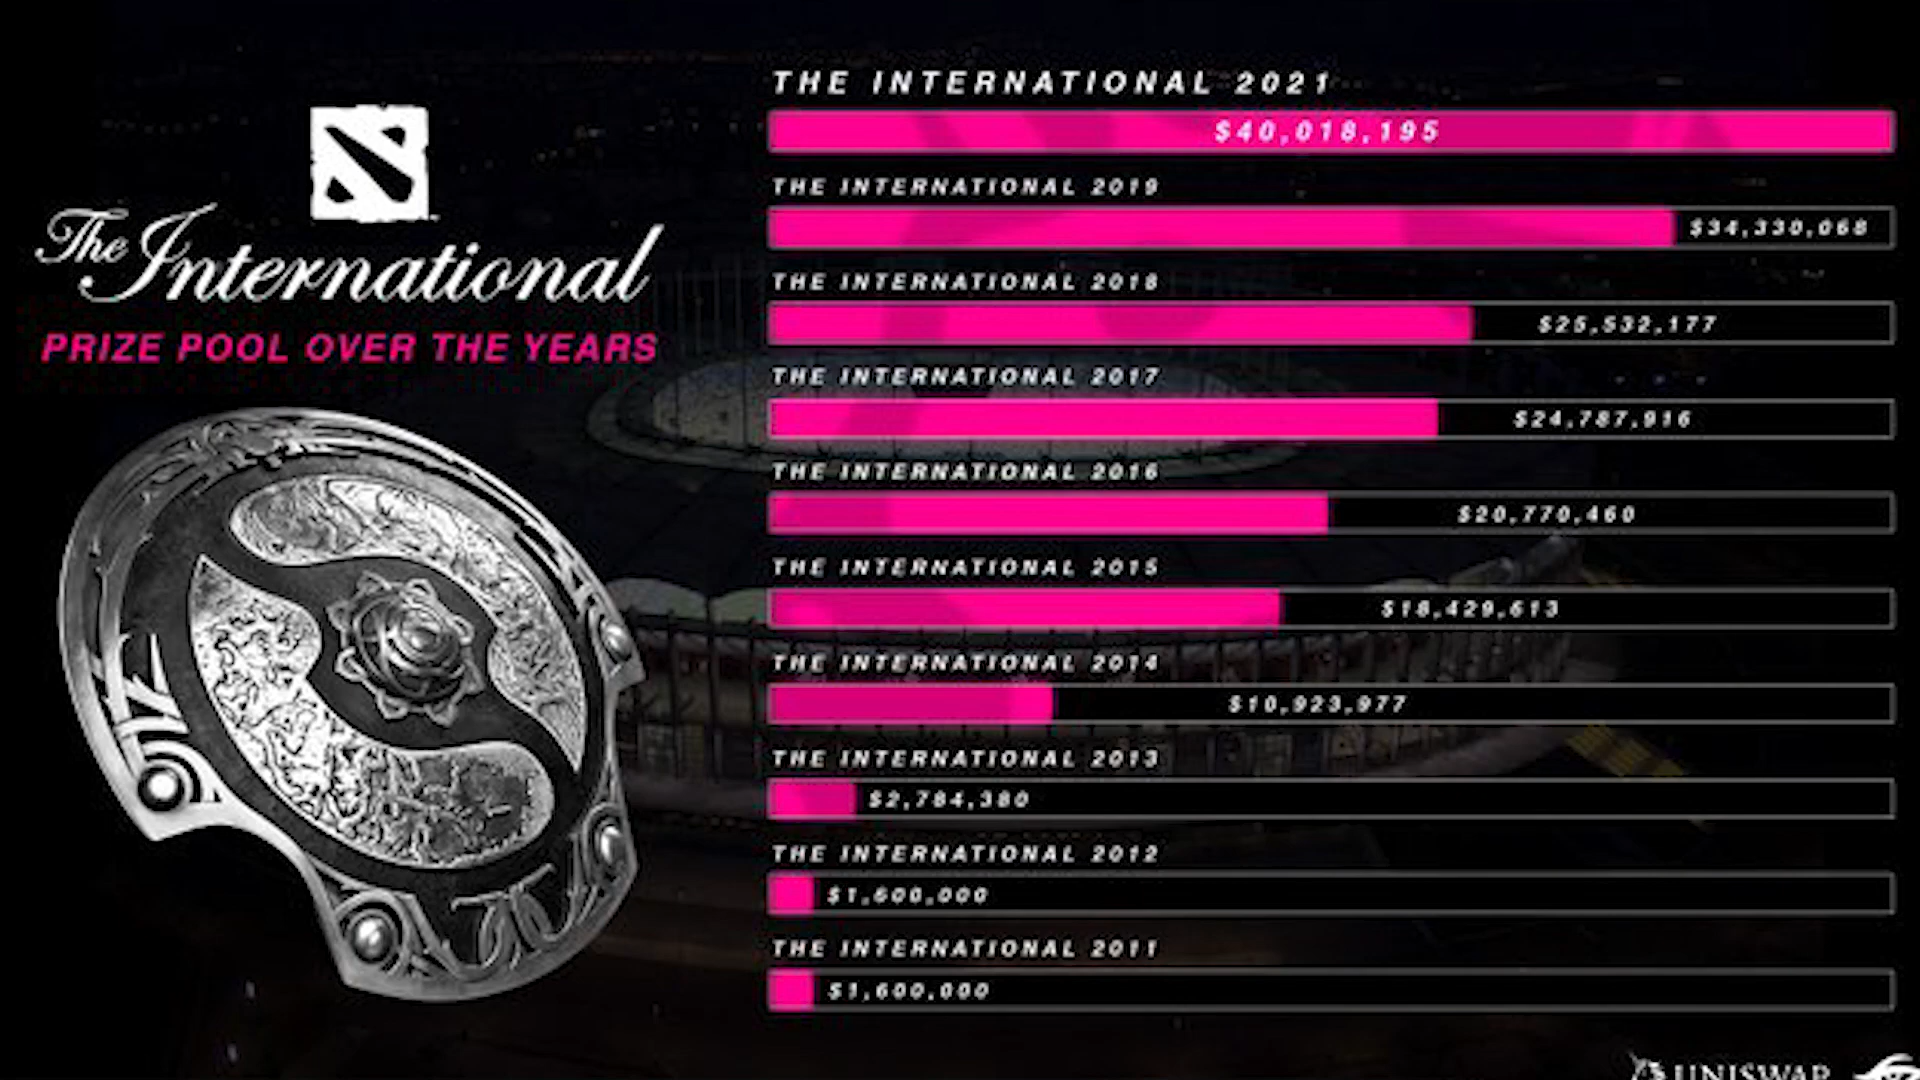 The International
PRIZE POOL OVER THE YEARS
THE INTERNATIONAL 2021
$40,018,195
THE INTERNATIONAL 2019
$34,330,068
THE INTERNATIONAL 2018
$25,532,177
THE INTERNATIONAL 2017
$24,787,916
THE INTERNATIONAL 2016
$20,770,460
THE INTERNATIONAL 2015
$18,429,613
THE INTERNATIONAL 2014
$10,923,977
THE INTERNATIONAL 2013
$2,784,380
THE INTERNATIONAL 2012
$1,600,000
THE INTERNATIONAL 2011
$1,600,000
UNISWAP